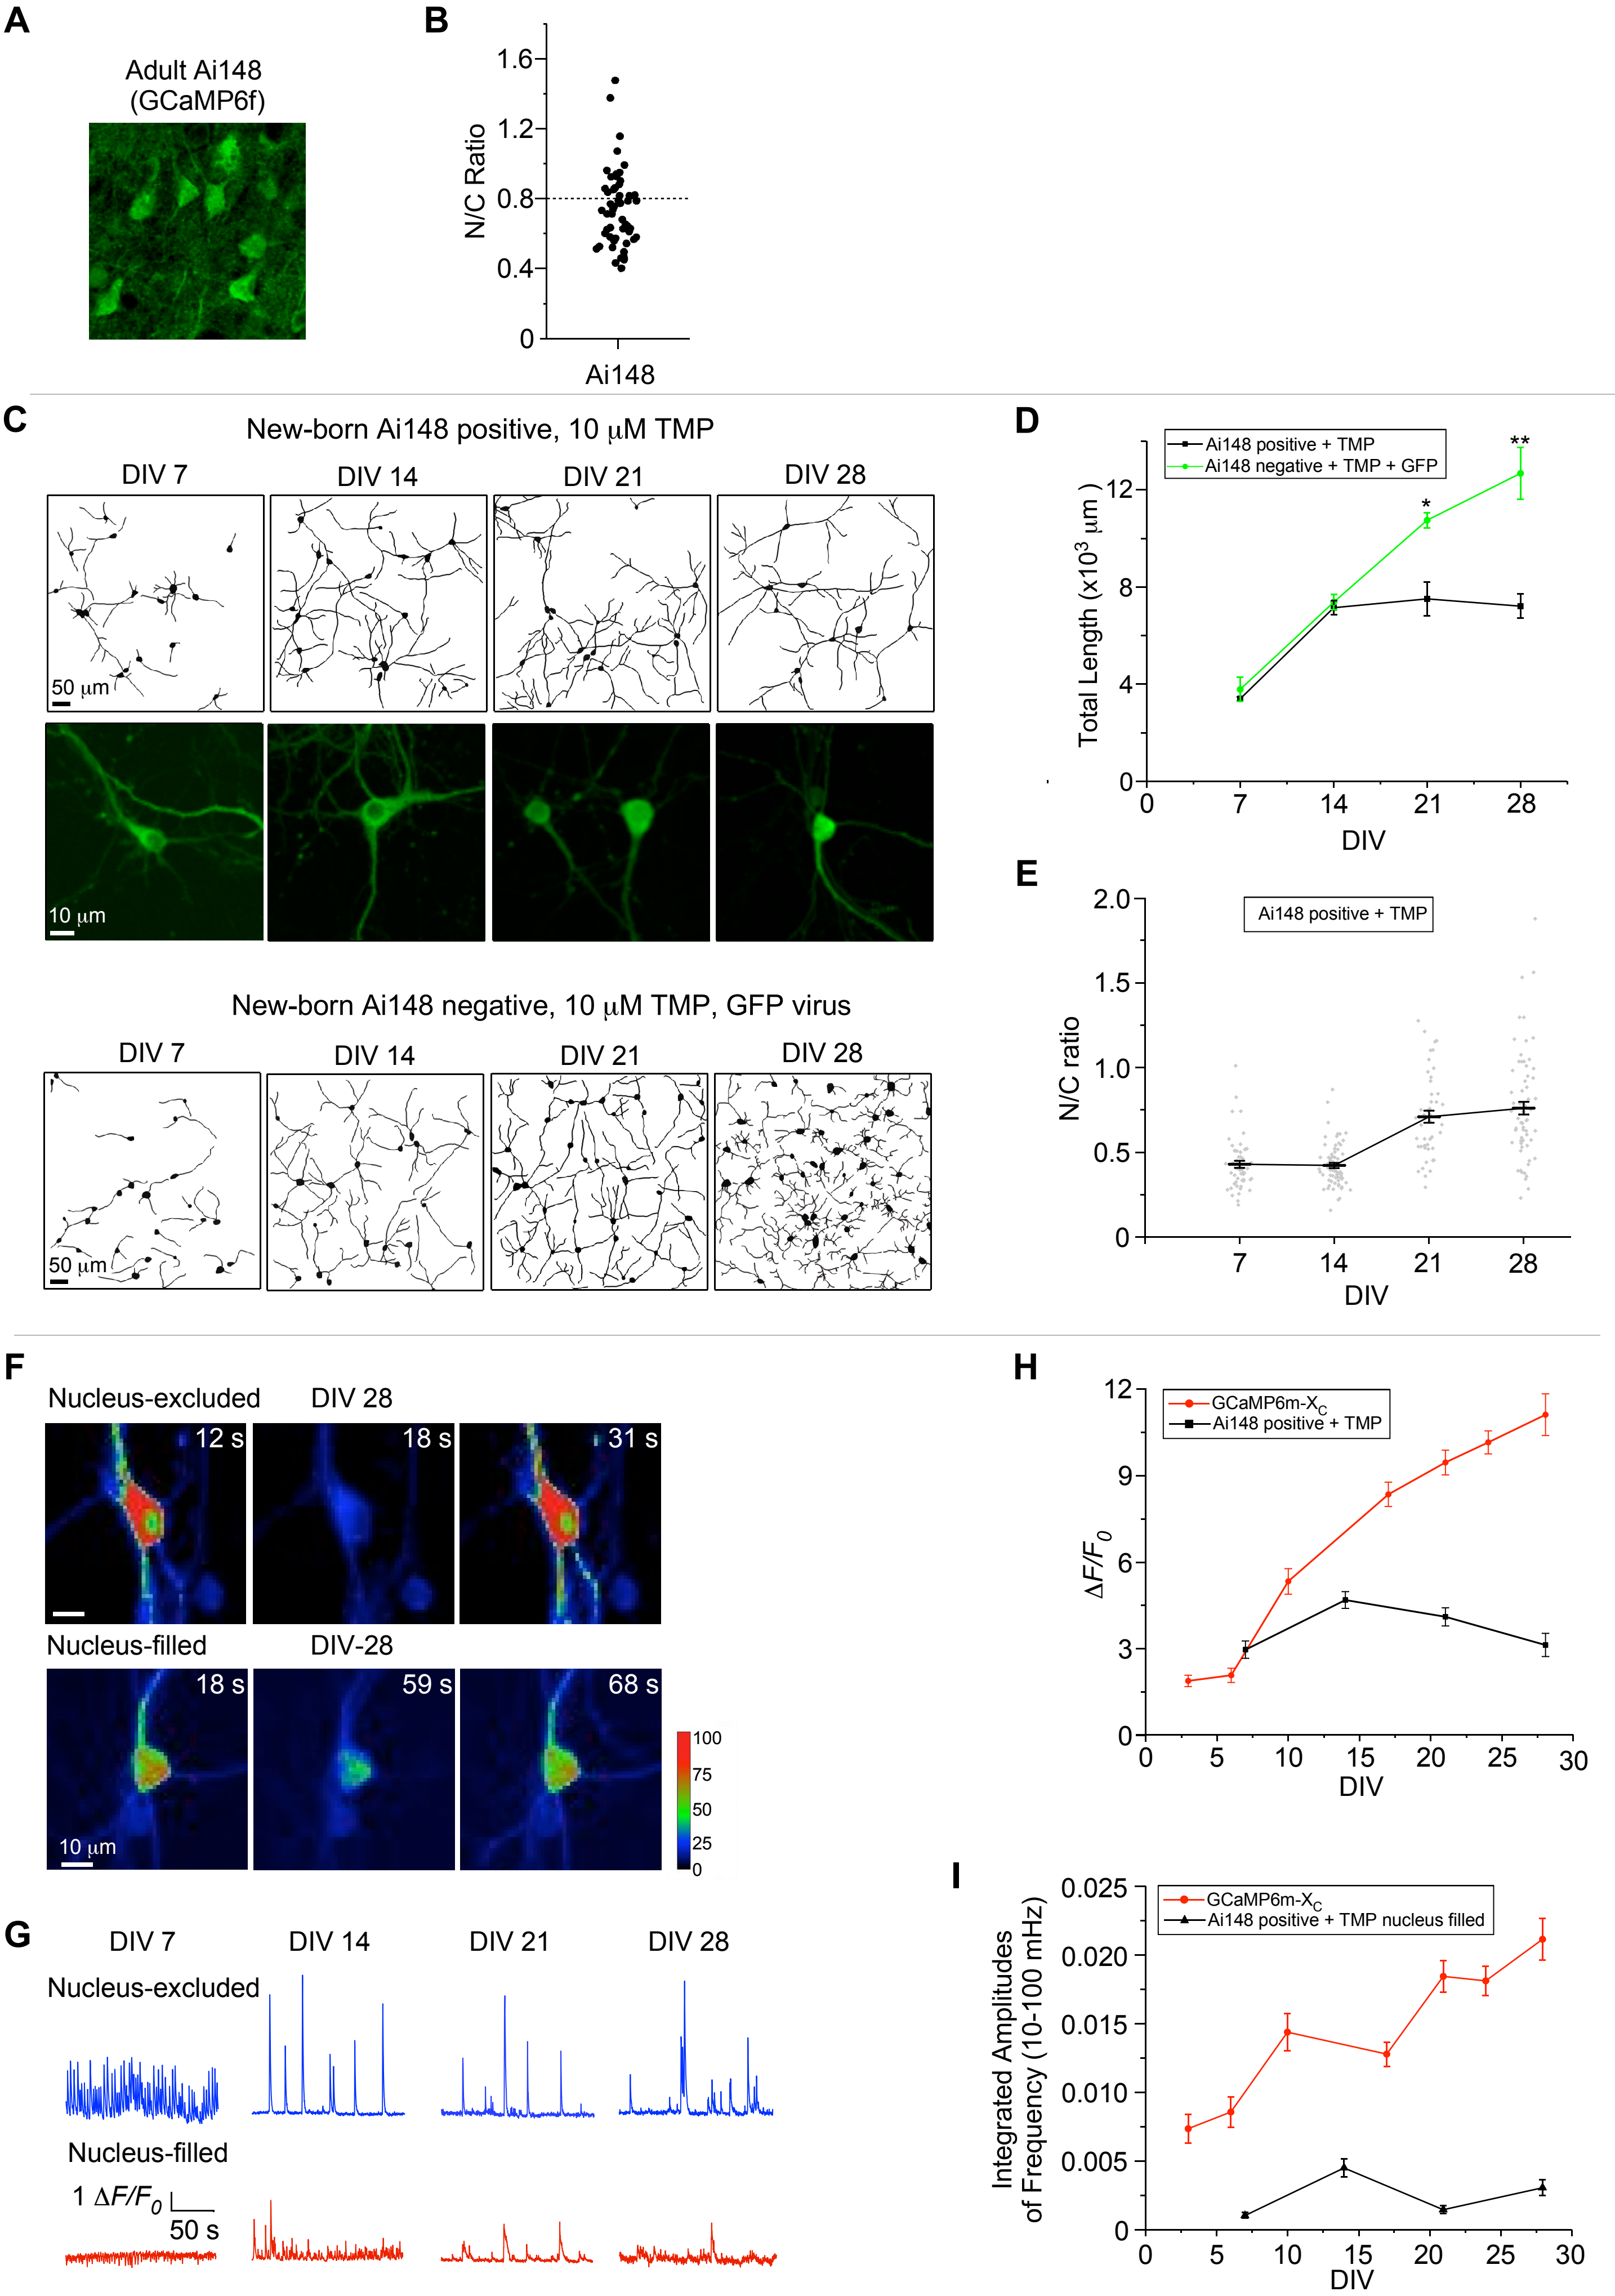 A
Adult Ai148
(GCaMP6f)
B
N/C Ratio
1.6
1.2
0.8
0.4
0
Ai148
C
New-born Ai148 positive, 10 μM TMP
DIV 7
DIV 14
DIV 21
DIV 28
50 μm
10 μm
New-born Ai148 negative, 10 μM TMP, GFP virus
DIV 7
DIV 14
DIV 21
DIV 28
50 μm
D
Ai148 positive + TMP
Ai148 negative + TMP + GFP
*
**
Total Length (x10³ μm )
12
8
4
0
0 7 14 21 28
DIV
E
Ai148 positive + TMP
N/C ratio
2.0
1.5
1.0
0.5
0
7 14 21 28
DIV
F
Nucleus-excluded
DIV 28
12 s
18 s
31 s
Nucleus-filled
DIV-28
18 s
59 s
68 s
10 μm
100
75
50
25
0
G
DIV 7
DIV 14
DIV 21
DIV 28
Nucleus-excluded
Nucleus-filled
1 ΔF/F₀
50 s
H
GCaMP6m-X_C
Ai148 positive + TMP
ΔF/F₀
12
9
6
3
0
0 5 10 15 20 25 30
DIV
I
GCaMP6m-X_C
Ai148 positive + TMP nucleus filled
Integrated Amplitudes
of Frequency (10-100 mHz)
0.025
0.020
0.015
0.010
0.005
0
0 5 10 15 20 25 30
DIV